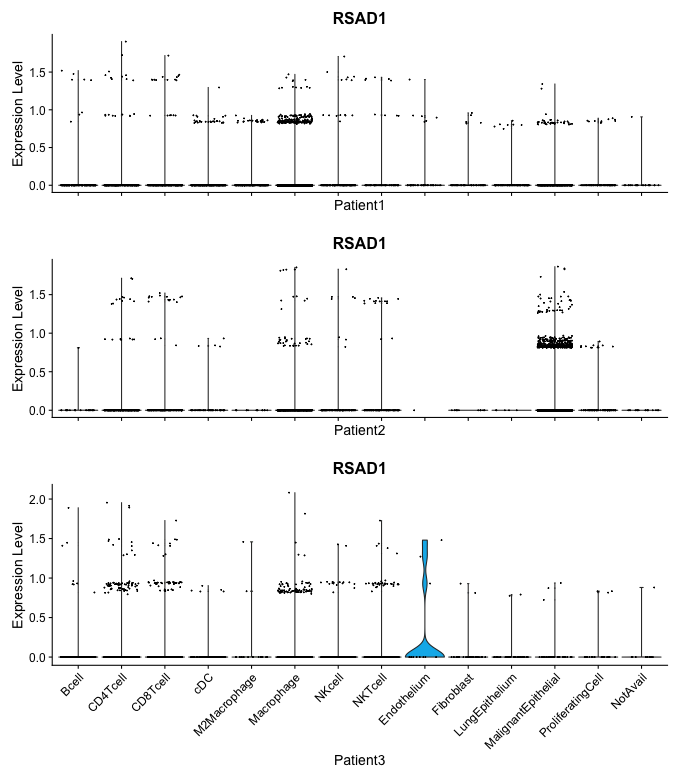 RSAD1
Expression Level
1.5
1.0
0.5
0.0
Patient1
RSAD1
Expression Level
1.5
1.0
0.5
0.0
Patient2
RSAD1
Expression Level
2.0
1.5
1.0
0.5
0.0
Bcell
CD4Tcell
CD8Tcell
cDC
M2Macrophage
Macrophage
NKcell
NKTcell
Endothelium
Fibroblast
LungEpithelium
MalignantEpithelial
ProliferatingCell
NotAvail
Patient3